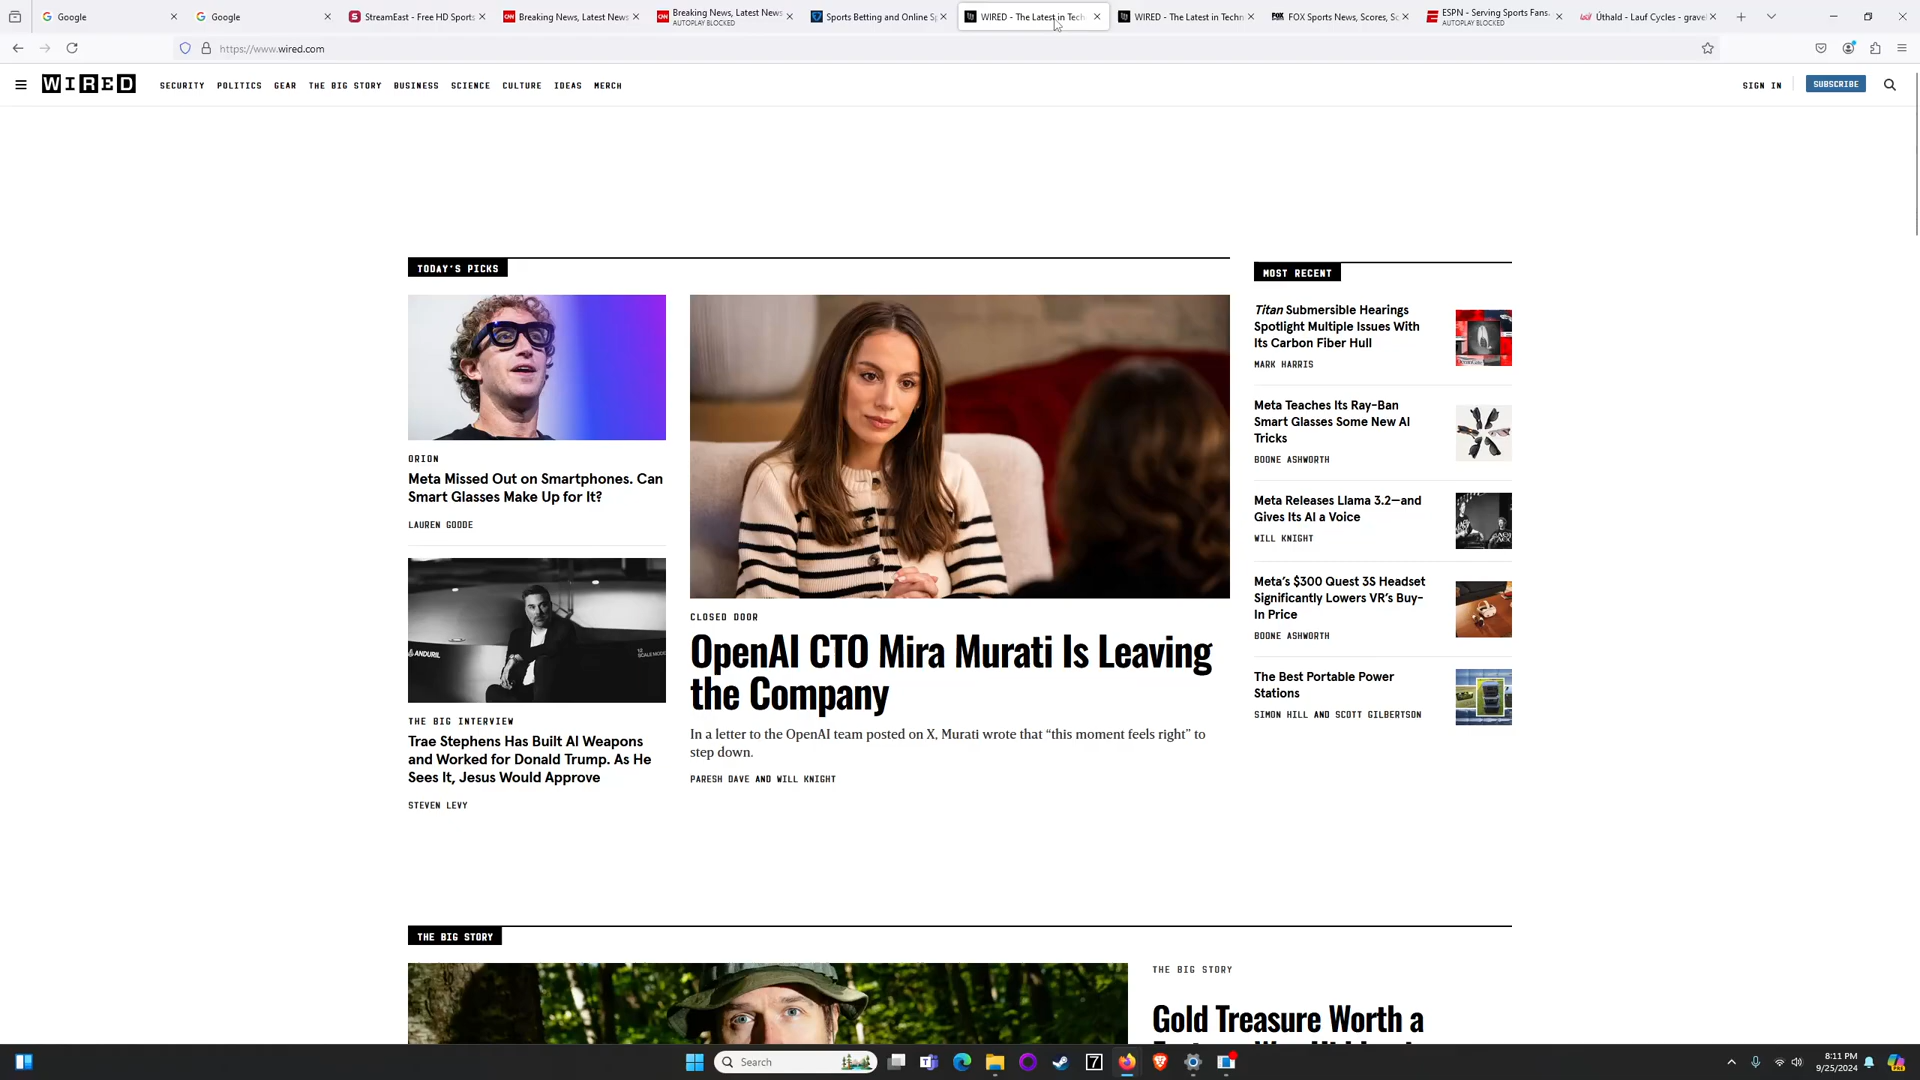 Google
Google
StreamEast - Free HD Sports
Breaking News, Latest News
Breaking News, Latest News
AUTOPLAY BLOCKED
Sports Betting and Online Sp
WIRED - The Latest in Tech
WIRED - The Latest in Techn
FOX Sports News, Scores, Sc
ESPN - Serving Sports Fans.
AUTOPLAY BLOCKED
Úthald - Lauf Cycles - grave
https://www.wired.com
WIRED
SECURITY POLITICS GEAR THE BIG STORY BUSINESS SCIENCE CULTURE IDEAS MERCH
SIGN IN
SUBSCRIBE
TODAY'S PICKS
ORION
Meta Missed Out on Smartphones. Can
Smart Glasses Make Up for It?
LAUREN GOODE
ANDURIL
THE BIG INTERVIEW
Trae Stephens Has Built AI Weapons
and Worked for Donald Trump. As He
Sees It, Jesus Would Approve
STEVEN LEVY
CLOSED DOOR
OpenAI CTO Mira Murati Is Leaving
the Company
In a letter to the OpenAI team posted on X, Murati wrote that “this moment feels right” to
step down.
PARESH DAVE AND WILL KNIGHT
MOST RECENT
Titan Submersible Hearings
Spotlight Multiple Issues With
Its Carbon Fiber Hull
MARK HARRIS
Meta Teaches Its Ray-Ban
Smart Glasses Some New AI
Tricks
BOONE ASHWORTH
Meta Releases Llama 3.2—and
Gives Its AI a Voice
WILL KNIGHT
Meta’s $300 Quest 3S Headset
Significantly Lowers VR’s Buy-
In Price
BOONE ASHWORTH
The Best Portable Power
Stations
SIMON HILL AND SCOTT GILBERTSON
THE BIG STORY
THE BIG STORY
Gold Treasure Worth a
Search
8:11 PM
9/25/2024